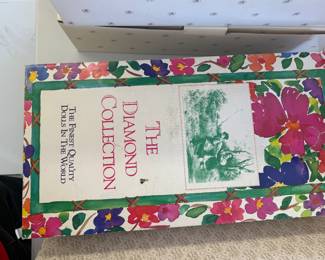 THE
DIAMOND
COLLECTION
THE FINEST QUALITY
DOLLS IN THE WORLD